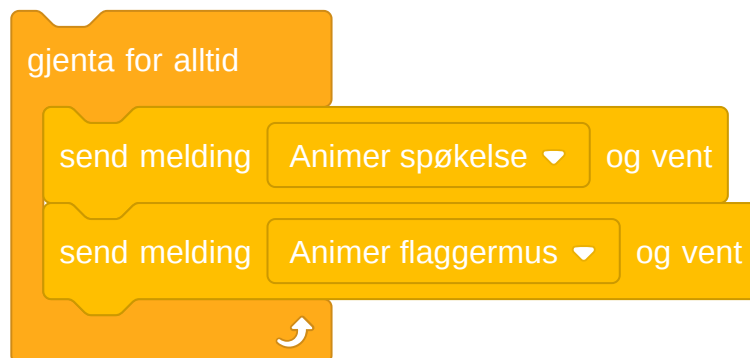 gjenta for alltid
send melding Animer spøkelse og vent
send melding Animer flaggermus og vent